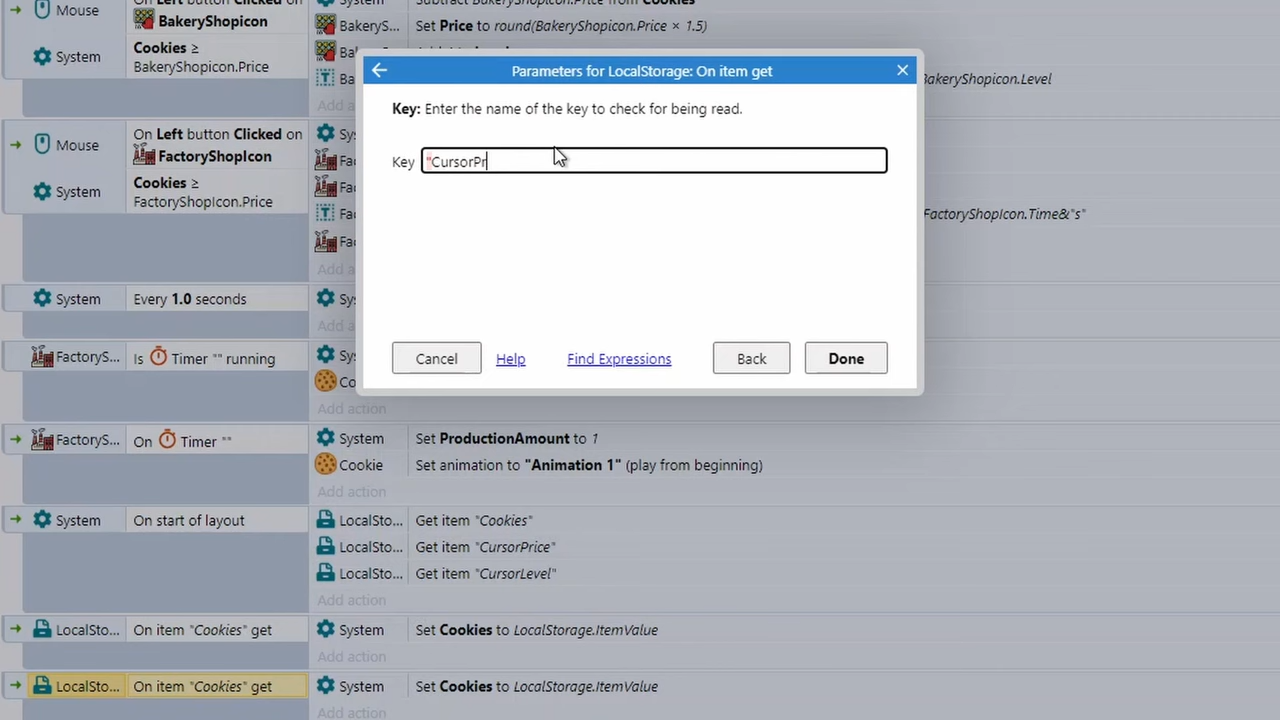 Mouse
On Left button Clicked on
BakeryShopicon
System
Cookies ≥
BakeryShopicon.Price
System
Subtract BakeryShopicon.Price from Cookies
BakeryS...
Set Price to round(BakeryShopicon.Price × 1.5)
BakeryShopicon.Level
Add
Mouse
On Left button Clicked on
FactoryShopIcon
System
Cookies ≥
FactoryShopIcon.Price
FactoryShopIcon.Time&"s"
Add
System
Every 1.0 seconds
Add
FactoryS...
Is Timer "" running
Add action
Parameters for LocalStorage: On item get
Key: Enter the name of the key to check for being read.
Key
"CursorPr
Cancel
Help
Find Expressions
Back
Done
FactoryS...
On Timer ""
System
Set ProductionAmount to 1
Cookie
Set animation to "Animation 1" (play from beginning)
Add action
System
On start of layout
LocalSto...
Get item "Cookies"
LocalSto...
Get item "CursorPrice"
LocalSto...
Get item "CursorLevel"
Add action
LocalSto...
On item "Cookies" get
System
Set Cookies to LocalStorage.ItemValue
Add action
LocalSto...
On item "Cookies" get
System
Set Cookies to LocalStorage.ItemValue
Add action